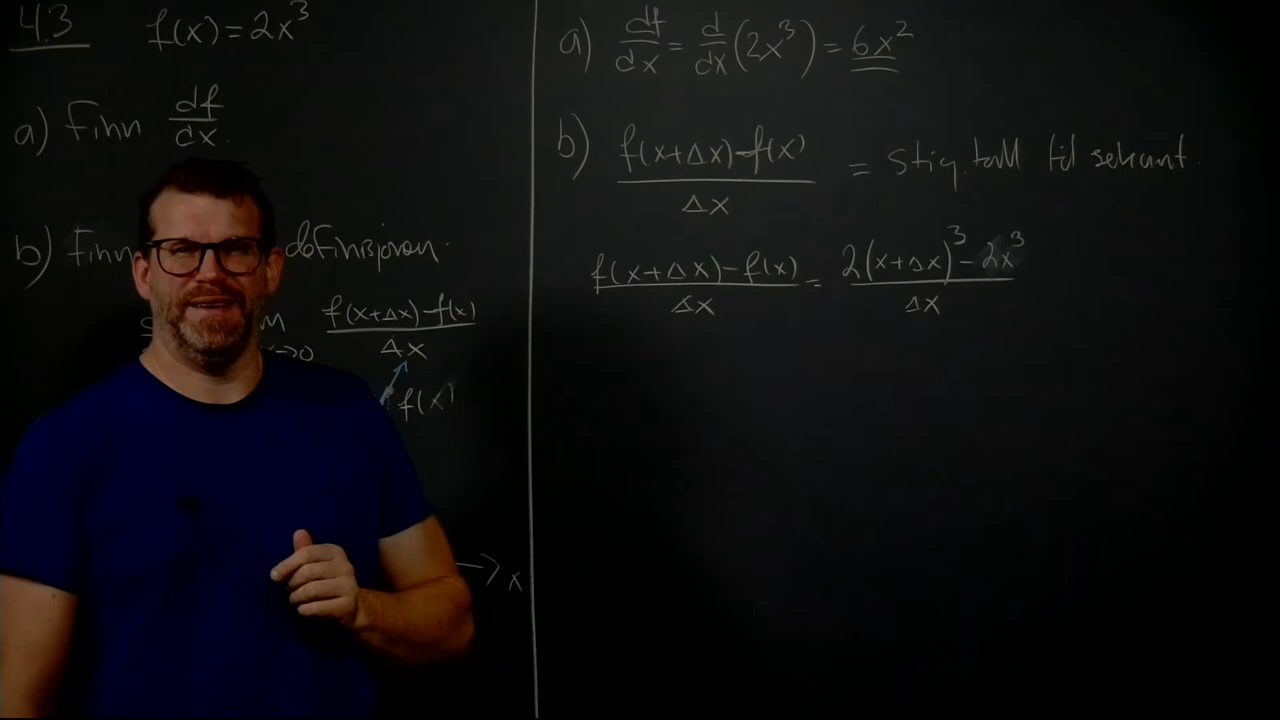 4.3 f(x) = 2x³
a) Finn df/dx.
b) Finn definisjonen.
→0 f(x+Δx)-f(x)/Δx
f(x)
x
a) df/dx = d/dx (2x³) = 6x²
b) f(x+Δx)-f(x)/Δx = Stig.tall til sekant.
f(x+Δx)-f(x)/Δx = 2(x+Δx)³-2x³/Δx